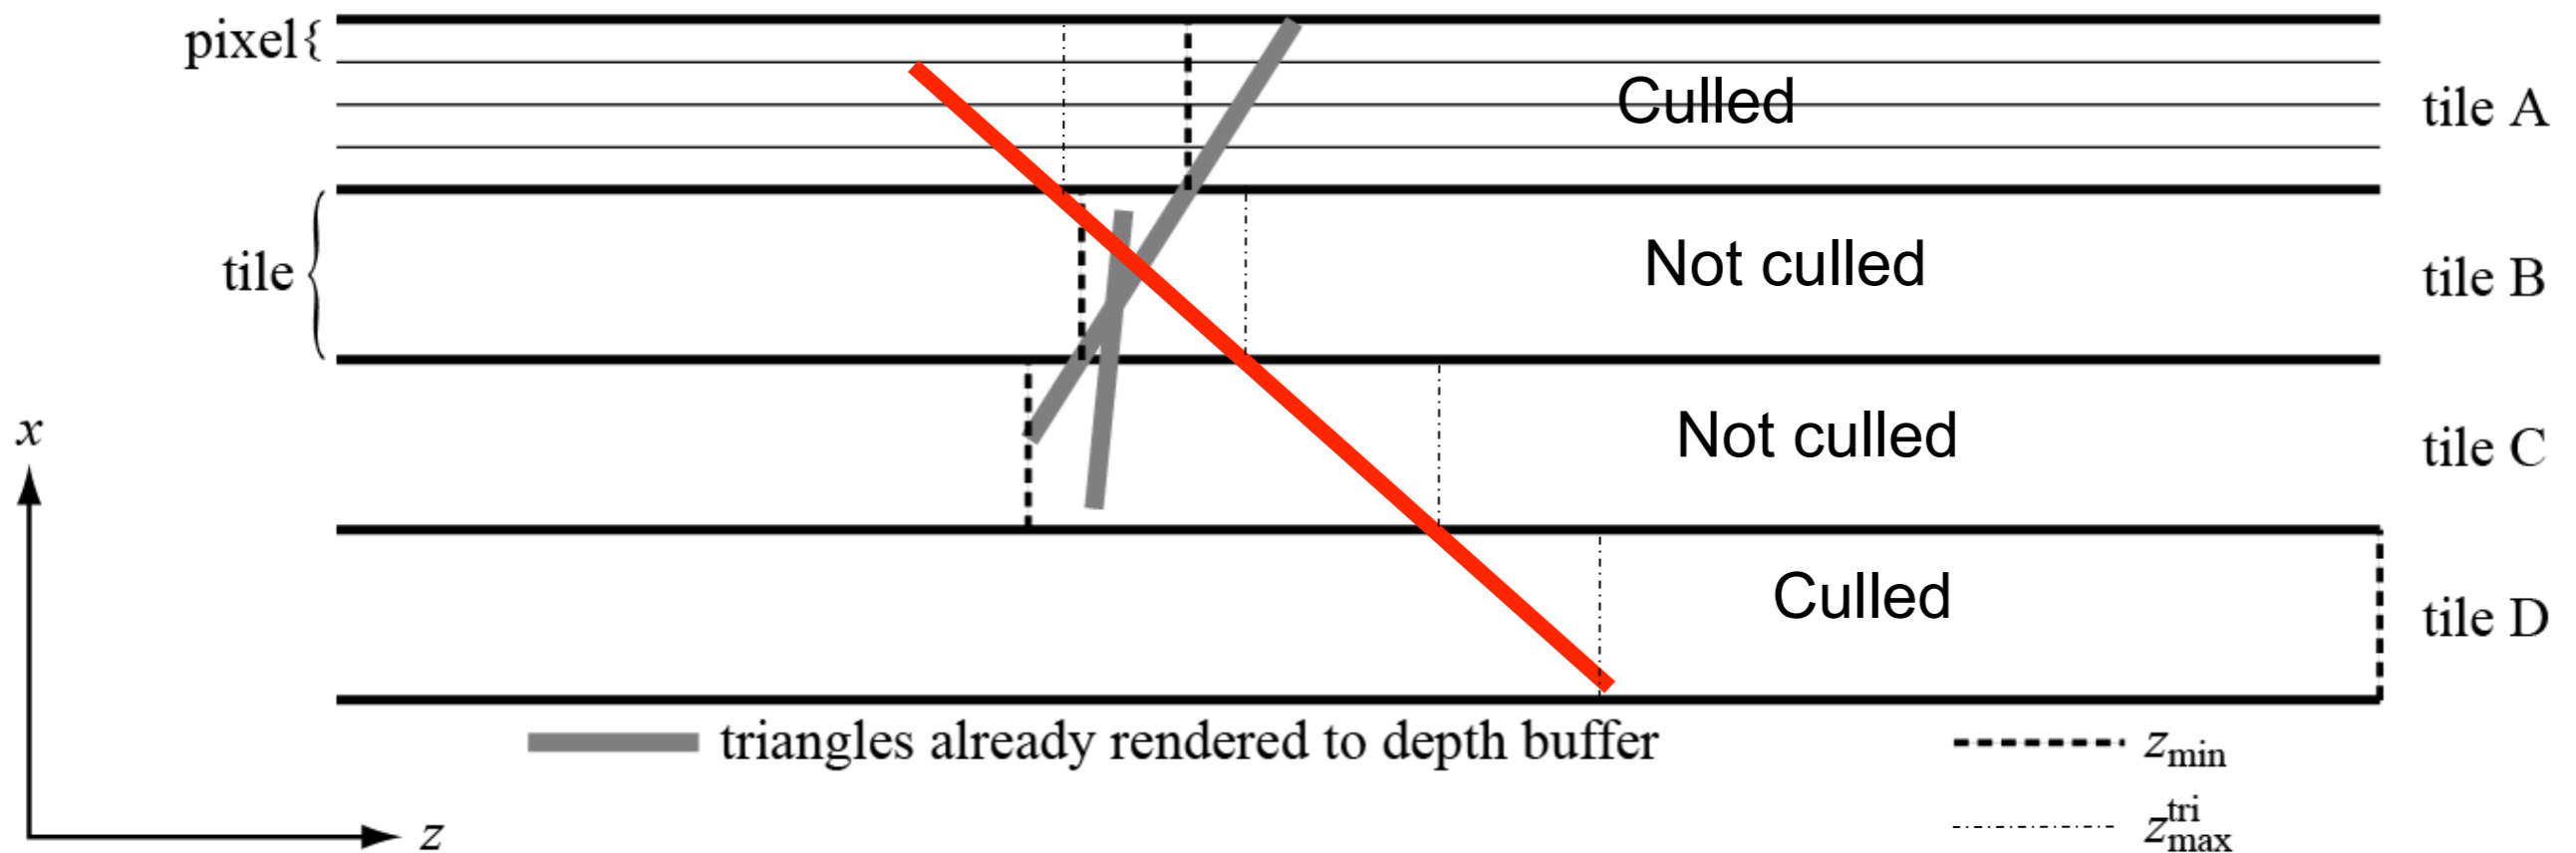 pixel{
Culled
tile A
tile {
Not culled
tile B
x
Not culled
tile C
Culled
tile D
triangles already rendered to depth buffer
z_min
z
z_max^tri